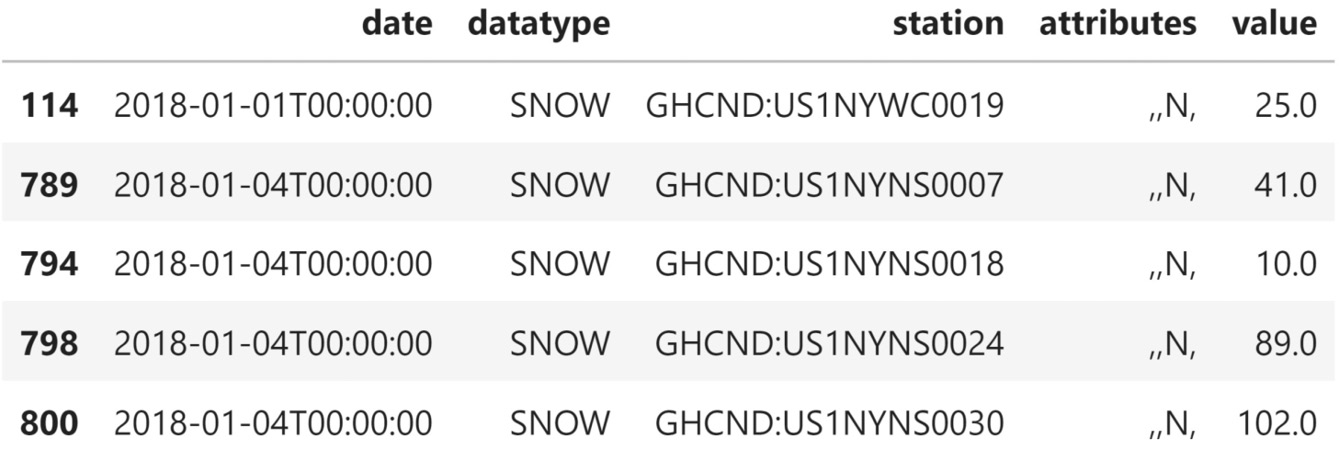 date datatype station attributes value
114 2018-01-01T00:00:00 SNOW GHCND:US1NYWC0019 ,,N, 25.0
789 2018-01-04T00:00:00 SNOW GHCND:US1NYNS0007 ,,N, 41.0
794 2018-01-04T00:00:00 SNOW GHCND:US1NYNS0018 ,,N, 10.0
798 2018-01-04T00:00:00 SNOW GHCND:US1NYNS0024 ,,N, 89.0
800 2018-01-04T00:00:00 SNOW GHCND:US1NYNS0030 ,,N, 102.0